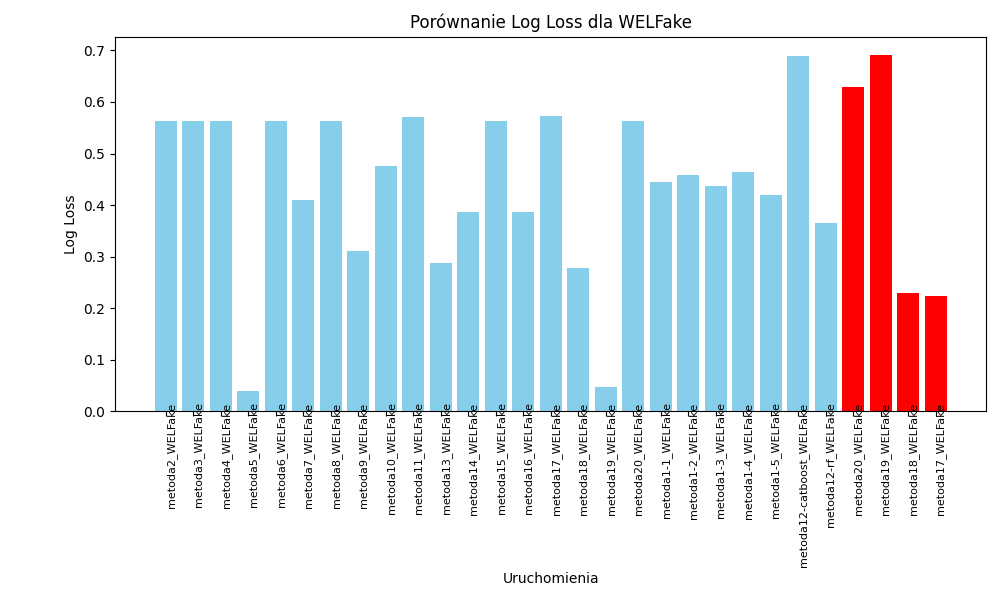 Porównanie Log Loss dla WELFake
Log Loss
0.7
0.6
0.5
0.4
0.3
0.2
0.1
0.0
metoda2_WELFake
metoda3_WELFake
metoda4_WELFake
metoda5_WELFake
metoda6_WELFake
metoda7_WELFake
metoda8_WELFake
metoda9_WELFake
metoda10_WELFake
metoda11_WELFake
metoda13_WELFake
metoda14_WELFake
metoda15_WELFake
metoda16_WELFake
metoda17_WELFake
metoda18_WELFake
metoda19_WELFake
metoda20_WELFake
metoda1-1_WELFake
metoda1-2_WELFake
metoda1-3_WELFake
metoda1-4_WELFake
metoda1-5_WELFake
metoda12-catboost_WELFake
metoda12-rf_WELFake
metoda20_WELFake
metoda19_WELFake
metoda18_WELFake
metoda17_WELFake
Uruchomienia